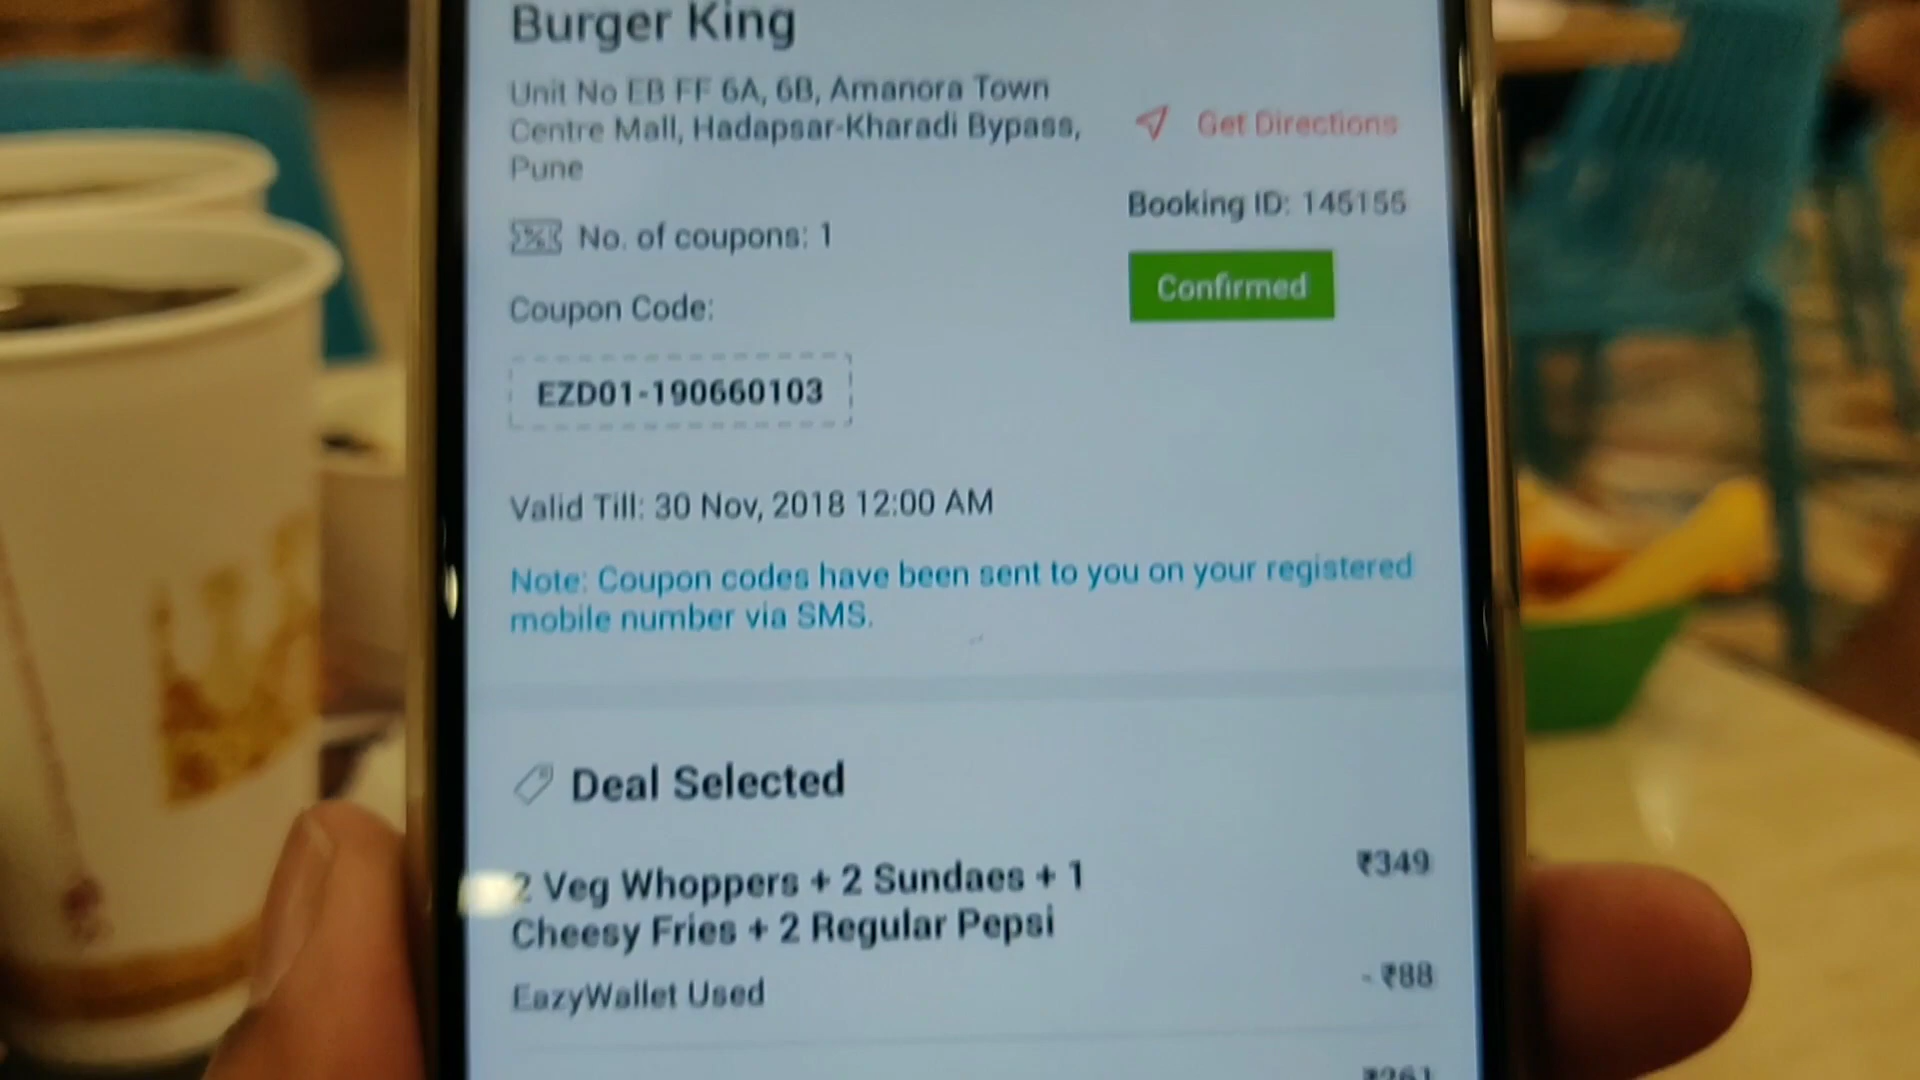 Burger King
Unit No EB FF 6A, 6B, Amanora Town
Centre Mall, Hadapsar-Kharadi Bypass,
Pune
Get Directions
Booking ID: 145155
No. of coupons: 1
Confirmed
Coupon Code:
EZD01-190660103
Valid Till: 30 Nov, 2018 12:00 AM
Note: Coupon codes have been sent to you on your registered
mobile number via SMS.
Deal Selected
2 Veg Whoppers + 2 Sundaes + 1
Cheesy Fries + 2 Regular Pepsi
₹349
EazyWallet Used
- ₹88
₹261